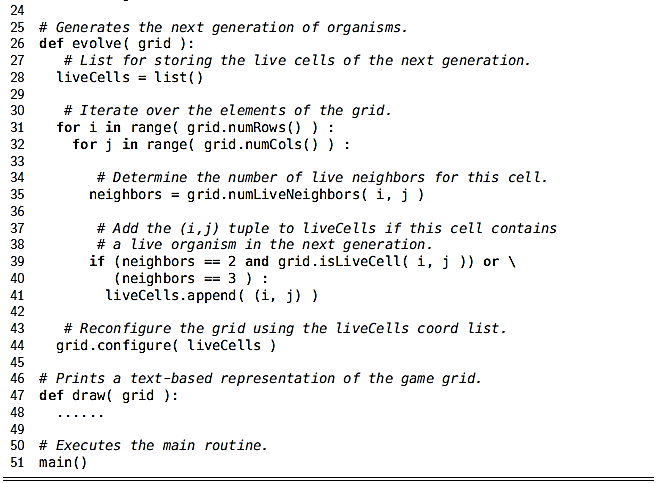 24
25 # Generates the next generation of organisms.
26 def evolve( grid ):
27 # List for storing the live cells of the next generation.
28 liveCells = list()
29
30 # Iterate over the elements of the grid.
31 for i in range( grid.numRows() ) :
32 for j in range( grid.numCols() ) :
33
34 # Determine the number of live neighbors for this cell.
35 neighbors = grid.numLiveNeighbors( i, j )
36
37 # Add the (i,j) tuple to liveCells if this cell contains
38 # a live organism in the next generation.
39 if (neighbors == 2 and grid.isLiveCell( i, j )) or \
40 (neighbors == 3 ) :
41 liveCells.append( (i, j) )
42
43 # Reconfigure the grid using the liveCells coord list.
44 grid.configure( liveCells )
45
46 # Prints a text-based representation of the game grid.
47 def draw( grid ):
48 ......
49
50 # Executes the main routine.
51 main()